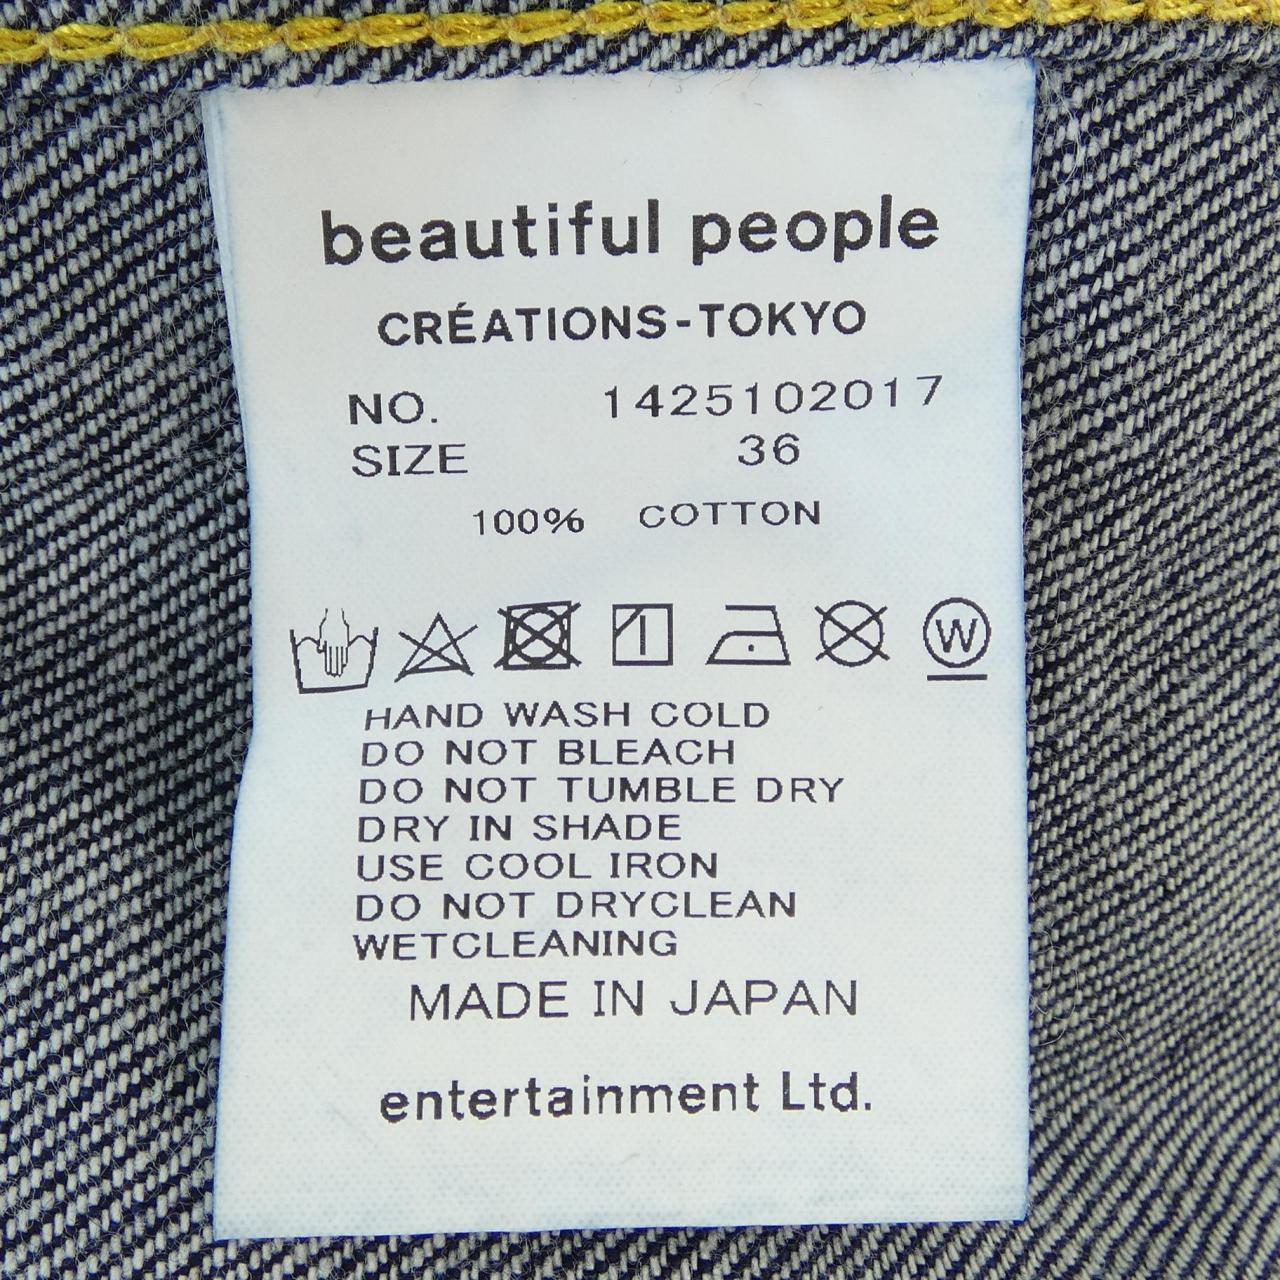 beautiful people
CRÉATIONS-TOKYO
NO. 1425102017
SIZE 36
100% COTTON
W
HAND WASH COLD
DO NOT BLEACH
DO NOT TUMBLE DRY
DRY IN SHADE
USE COOL IRON
DO NOT DRYCLEAN
WETCLEANING
MADE IN JAPAN
entertainment Ltd.